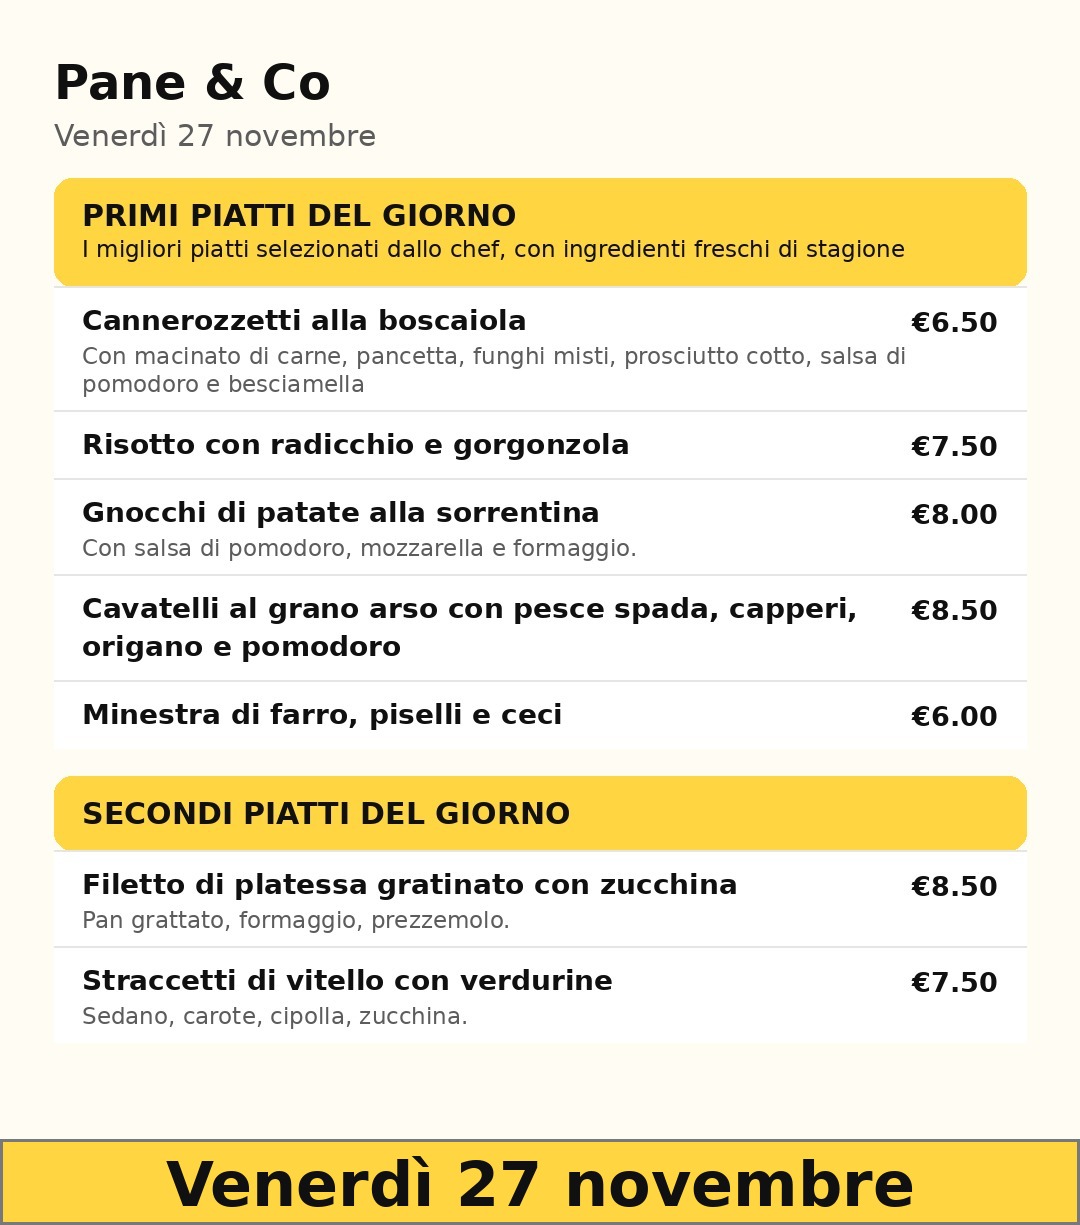 Pane & Co
Venerdì 27 novembre
PRIMI PIATTI DEL GIORNO
I migliori piatti selezionati dallo chef, con ingredienti freschi di stagione
Cannerozzetti alla boscaiola €6.50
Con macinato di carne, pancetta, funghi misti, prosciutto cotto, salsa di
pomodoro e besciamella
Risotto con radicchio e gorgonzola €7.50
Gnocchi di patate alla sorrentina €8.00
Con salsa di pomodoro, mozzarella e formaggio.
Cavatelli al grano arso con pesce spada, capperi, €8.50
origano e pomodoro
Minestra di farro, piselli e ceci €6.00
SECONDI PIATTI DEL GIORNO
Filetto di platessa gratinato con zucchina €8.50
Pan grattato, formaggio, prezzemolo.
Straccetti di vitello con verdurine €7.50
Sedano, carote, cipolla, zucchina.
Venerdì 27 novembre